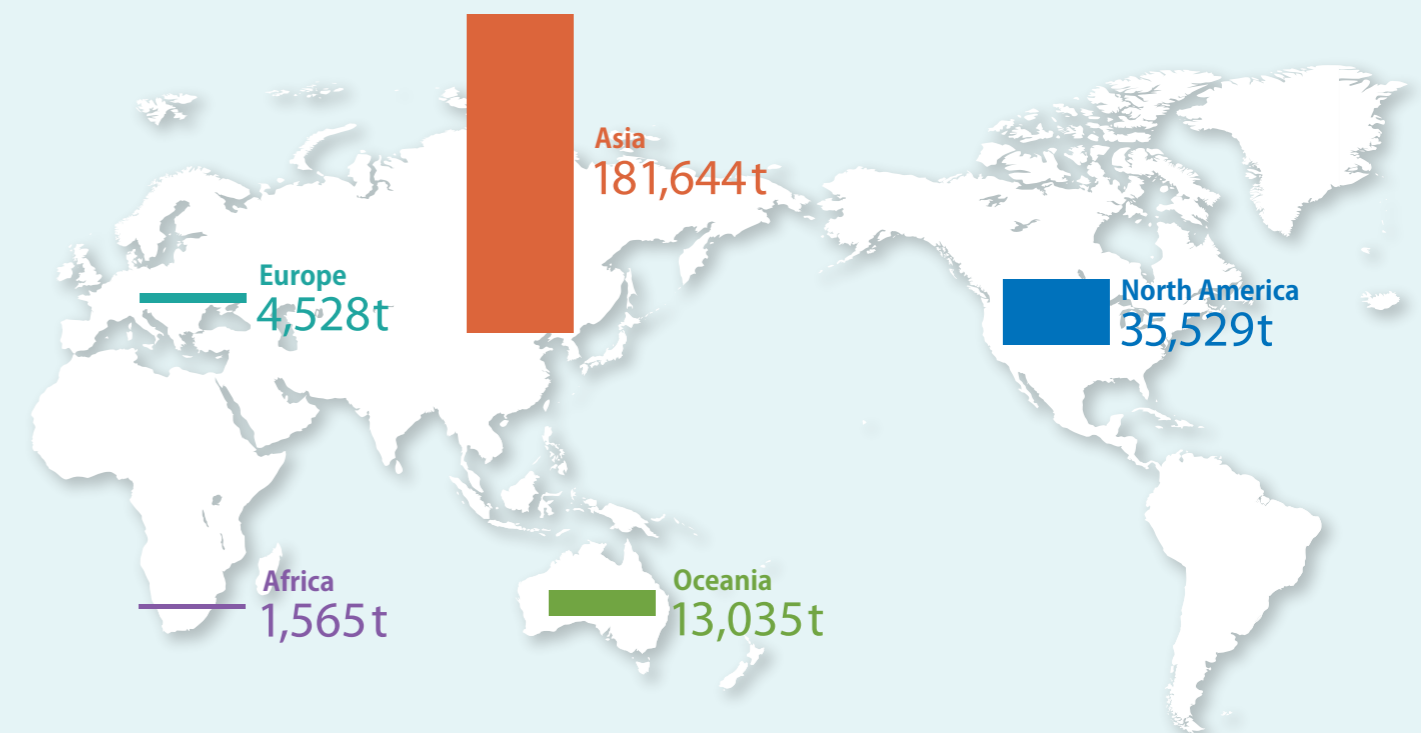 Asia
181,644t
Europe
4,528t
North America
35,529t
Africa
1,565t
Oceania
13,035t